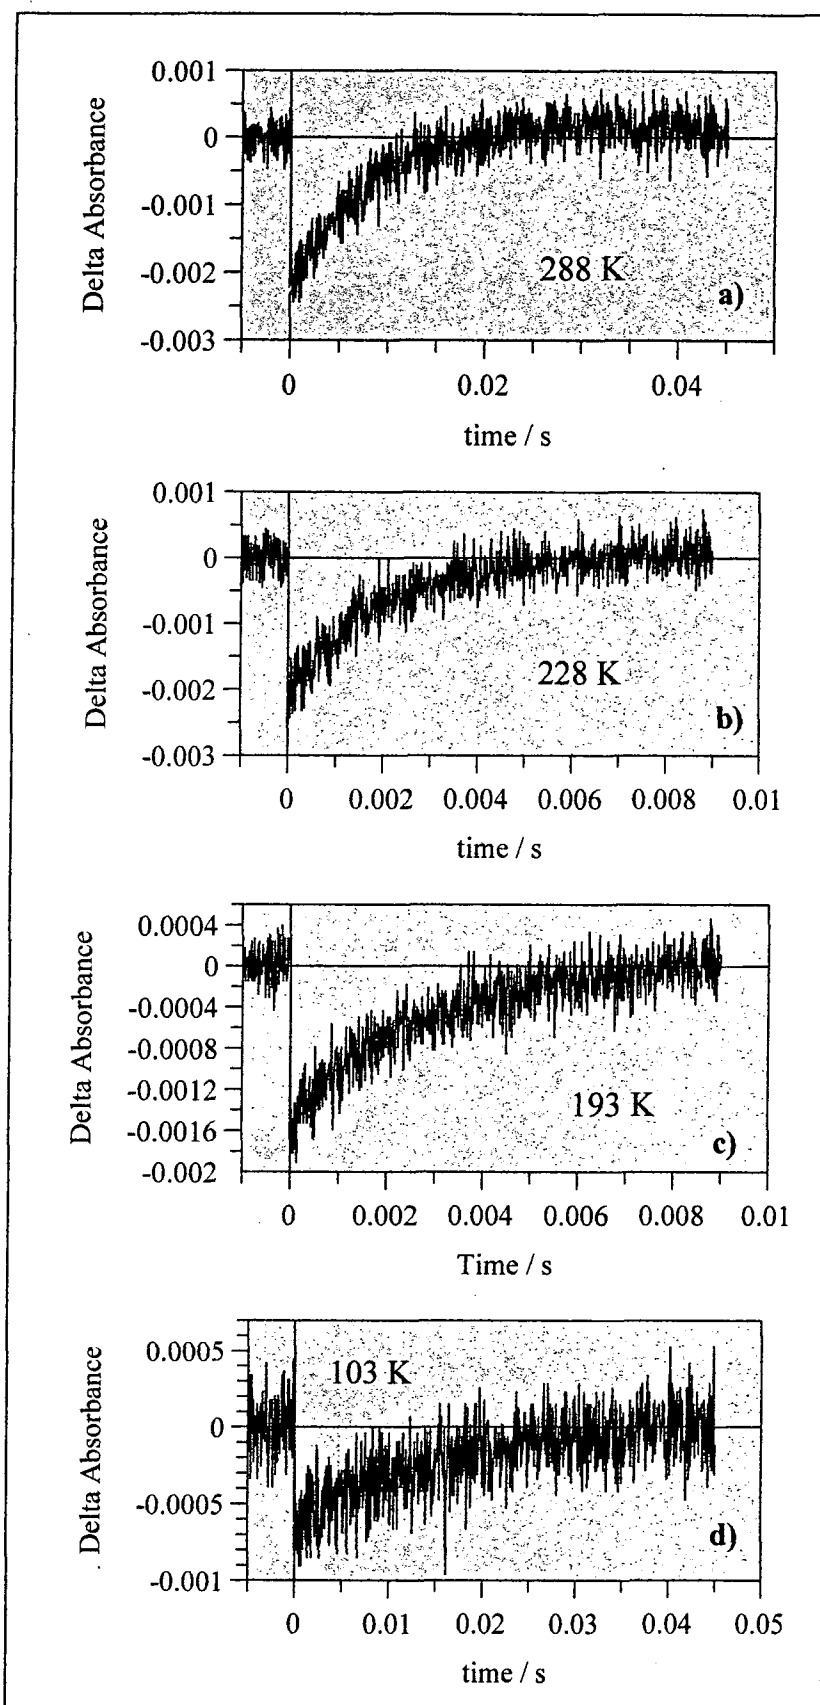 0.001
0
-0.001
-0.002
-0.003
Delta Absorbance
288 K
a)
0 0.02 0.04
time / s
0.001
0
-0.001
-0.002
-0.003
Delta Absorbance
228 K
b)
0 0.002 0.004 0.006 0.008 0.01
time / s
0.0004
0
-0.0004
-0.0008
-0.0012
-0.0016
-0.002
Delta Absorbance
193 K
c)
0 0.002 0.004 0.006 0.008 0.01
Time / s
0.0005
0
-0.0005
-0.001
Delta Absorbance
103 K
d)
0 0.01 0.02 0.03 0.04 0.05
time / s